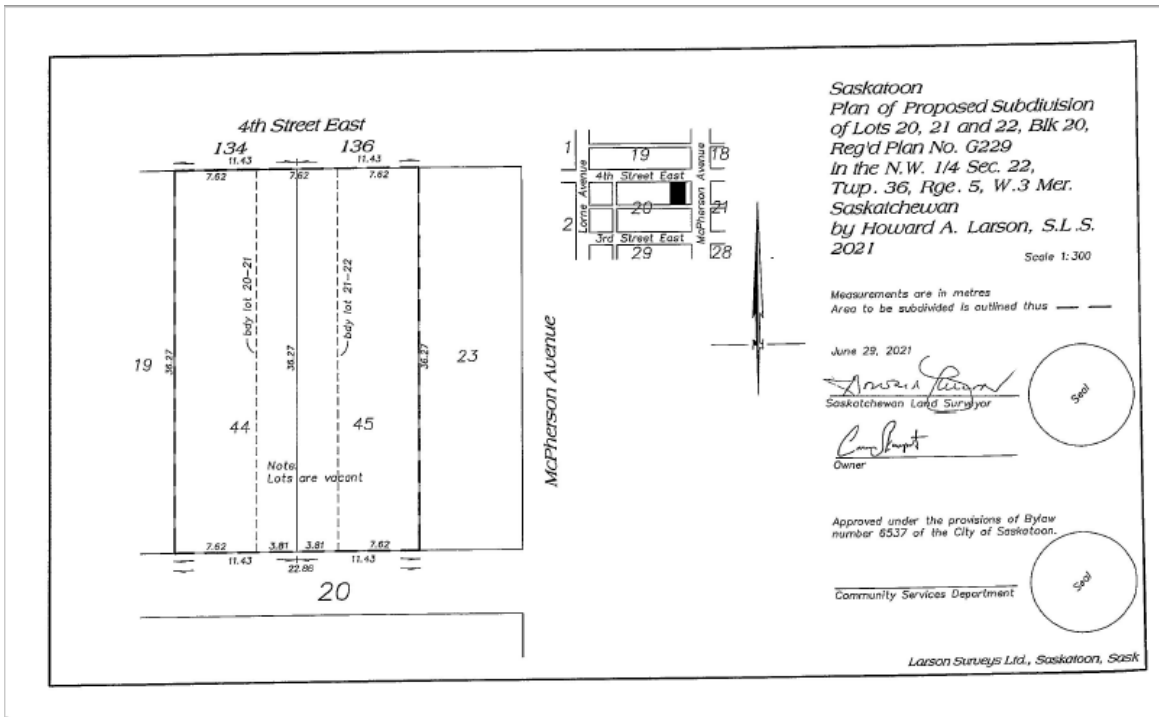 4th Street East
134 136
11.43 11.43
7.62 7.62 7.62
bdy lot 20-21
bdy lot 21-22
19
36.27
36.27
36.27
23
44
45
Note
Lots are vacant
7.62 3.81 3.81 7.62
11.43 11.43
22.86
20
McPherson Avenue
1
19
18
4th Street East
Lorne Avenue
McPherson Avenue
20
21
2
3rd Street East
29
28
N
Saskatoon
Plan of Proposed Subdivision
of Lots 20, 21 and 22, Blk 20,
Reg'd Plan No. G229
in the N.W. 1/4 Sec. 22,
Twp. 36, Rge. 5, W.3 Mer.
Saskatchewan
by Howard A. Larson, S.L.S.
2021
Scale 1:300
Measurements are in metres
Area to be subdivided is outlined thus
June 29, 2021
Saskatchewan Land Surveyor
Seal
Owner
Approved under the provisions of Bylaw
number 6537 of the City of Saskatoon.
Community Services Department
Seal
Larson Surveys Ltd., Saskatoon, Sask